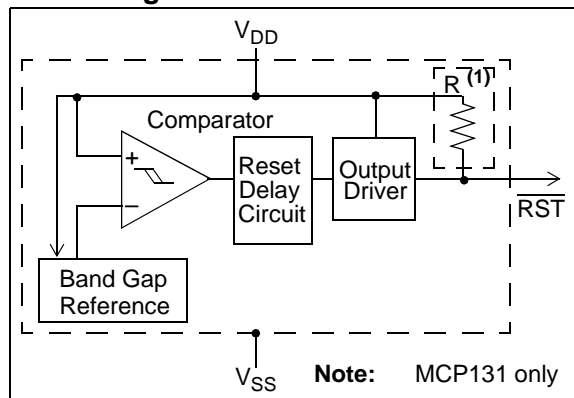 V_DD
R (1)
Comparator
+
−
Reset
Delay
Circuit
Output
Driver
RST
Band Gap
Reference
V_SS
Note: MCP131 only